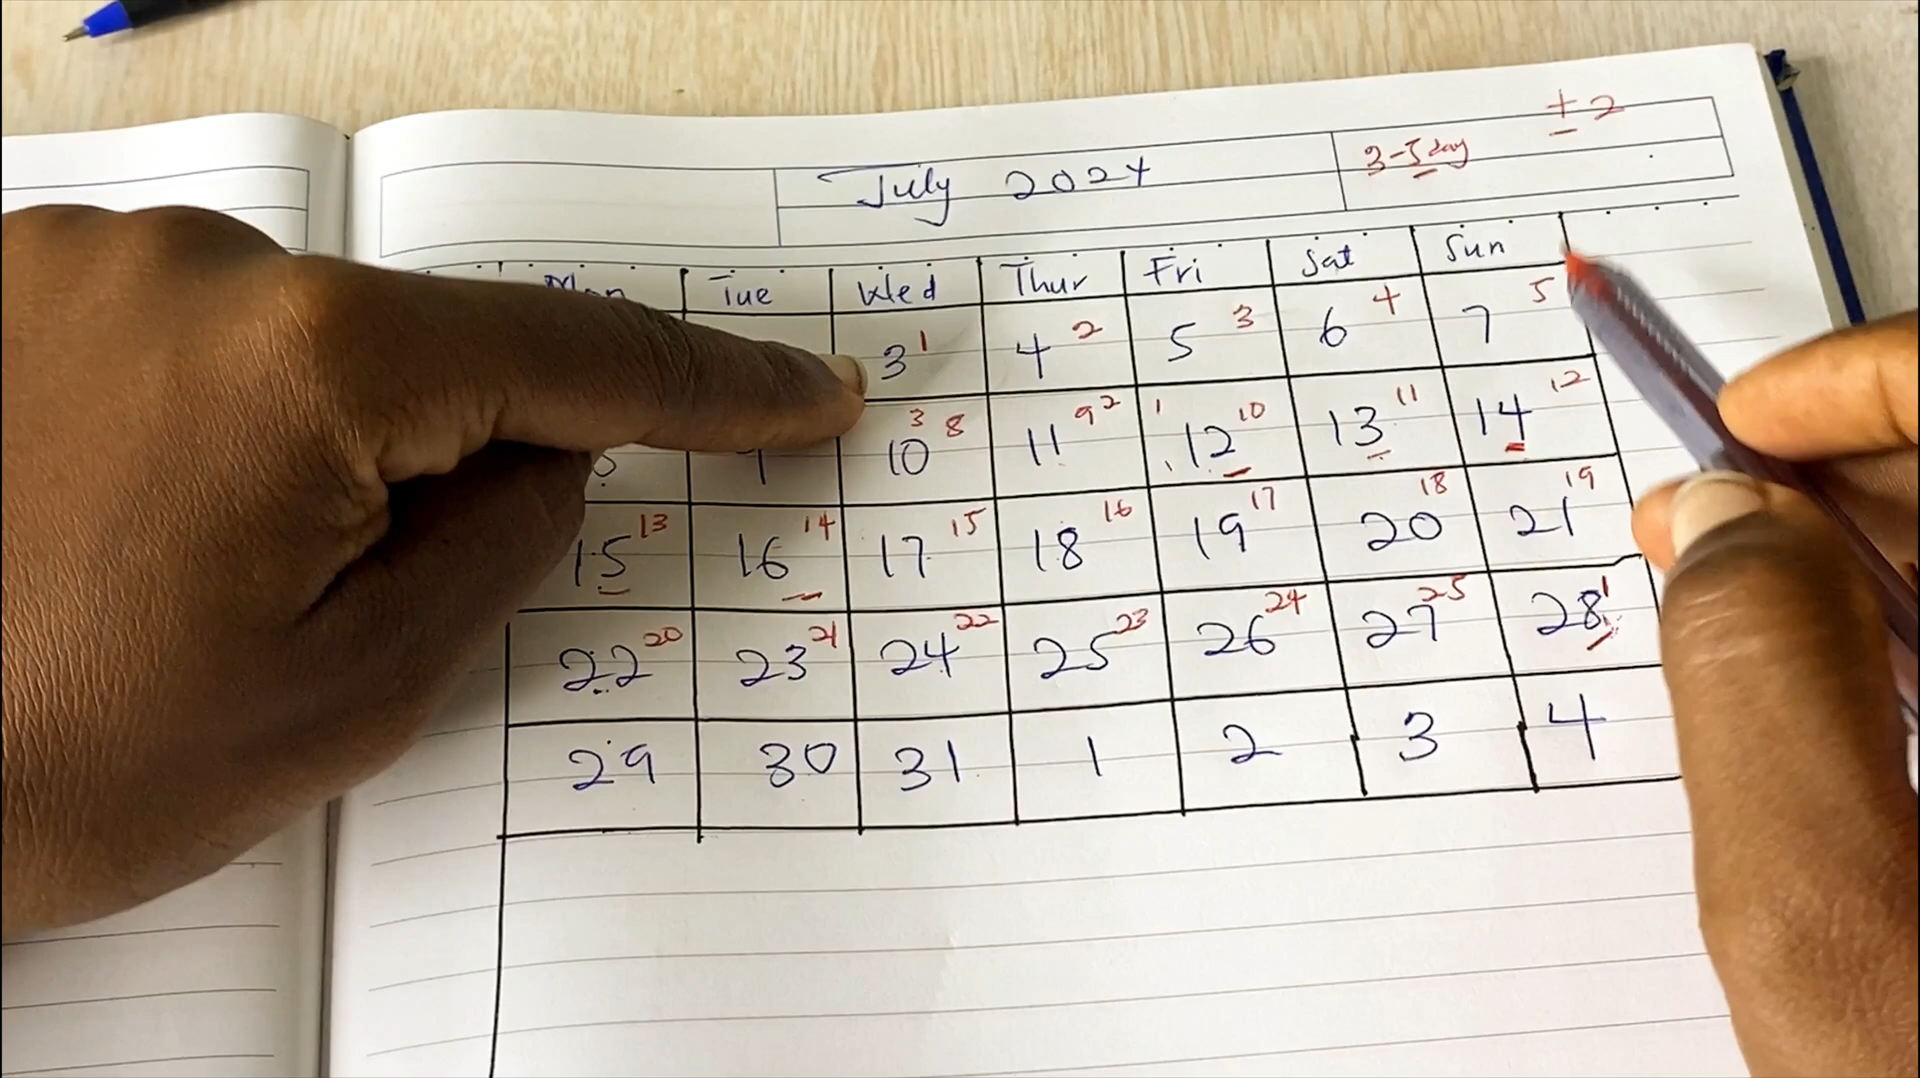 ± 2
July 2024
3-5 day
Mon Tue Wed Thur Fri Sat Sun
3 1 4 2 5 3 6 4 7 5
10 3 8 11 9 2 1 12 10 13 11 14 12
15 13 16 14 17 15 18 16 19 17 20 18 21 19
22 20 23 21 24 22 25 23 26 24 27 25 28 1
29 30 31 1 2 3 4